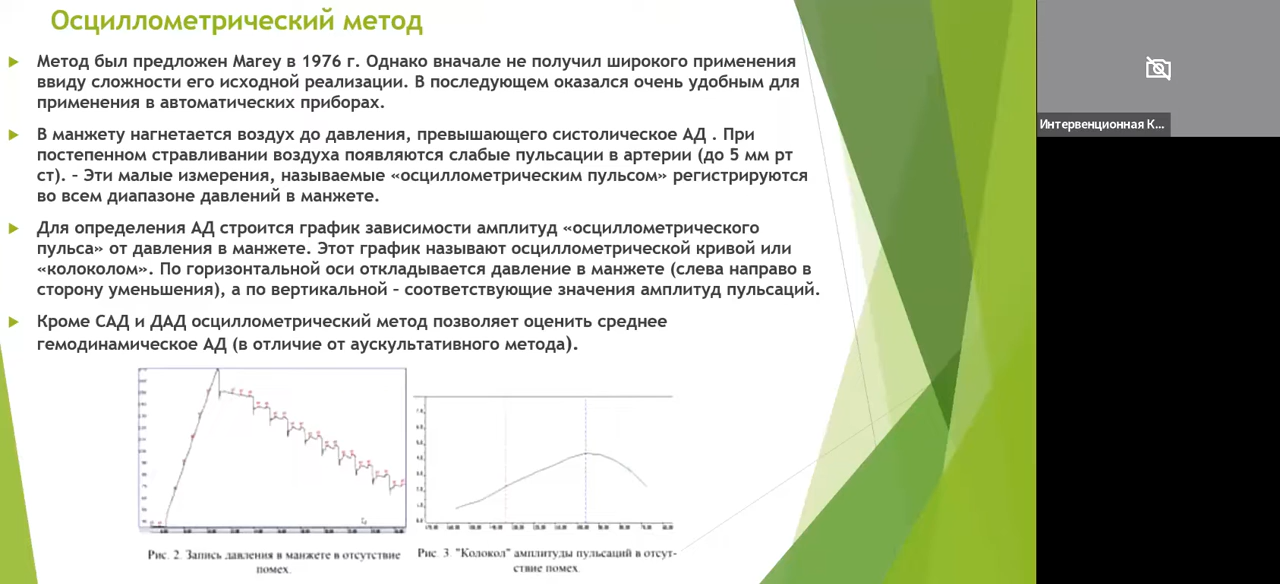 Осциллометрический метод
Метод был предложен Marey в 1976 г. Однако вначале не получил широкого применения
ввиду сложности его исходной реализации. В последующем оказался очень удобным для
применения в автоматических приборах.
В манжету нагнетается воздух до давления, превышающего систолическое АД . При
постепенном стравливании воздуха появляются слабые пульсации в артерии (до 5 мм рт
ст). – Эти малые измерения, называемые «осциллометрическим пульсом» регистрируются
во всем диапазоне давлений в манжете.
Для определения АД строится график зависимости амплитуд «осциллометрического
пульса» от давления в манжете. Этот график называют осциллометрической кривой или
«колоколом». По горизонтальной оси откладывается давление в манжете (слева направо в
сторону уменьшения), а по вертикальной – соответствующие значения амплитуд пульсаций.
Кроме САД и ДАД осциллометрический метод позволяет оценить среднее
гемодинамическое АД (в отличие от аускультативного метода).
Рис. 2. Запись давления в манжете в отсутствие
помех.
Рис. 3. "Колокол" амплитуды пульсаций в отсут-
ствие помех.
Интервенционная К...